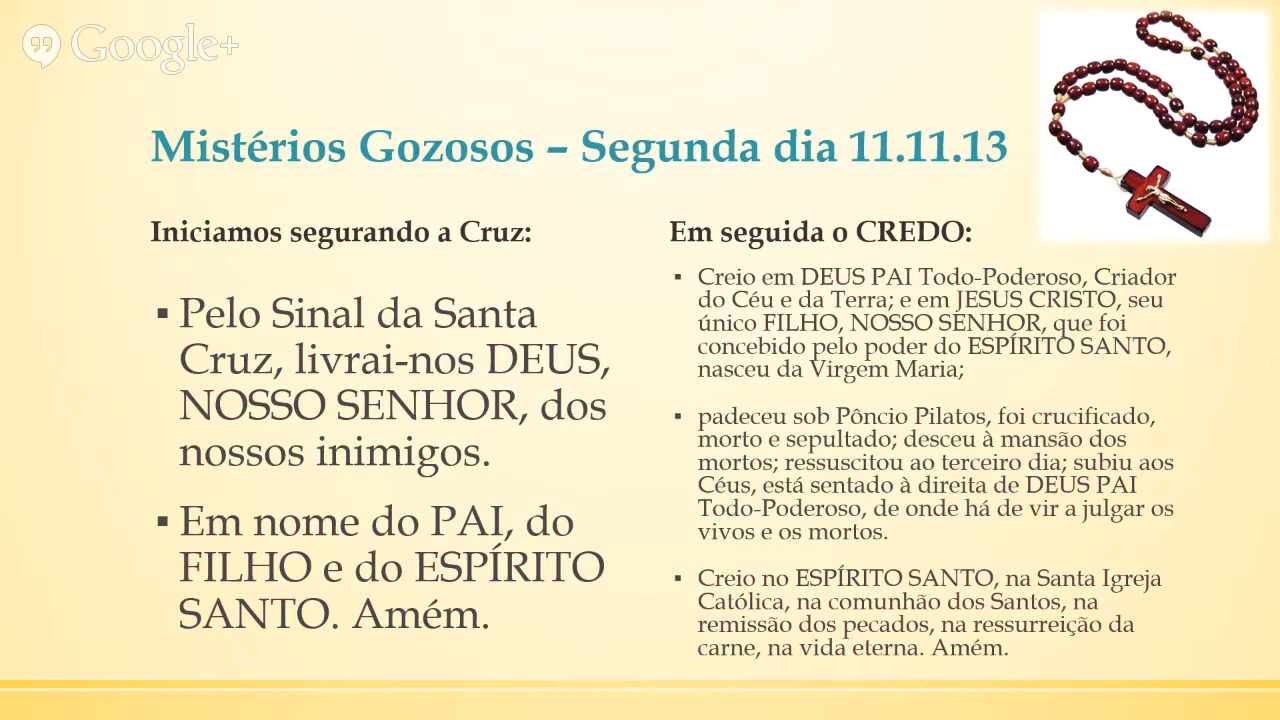 Google+
Mistérios Gozosos – Segunda dia 11.11.13
Iniciamos segurando a Cruz:
▪ Pelo Sinal da Santa
Cruz, livrai-nos DEUS,
NOSSO SENHOR, dos
nossos inimigos.
▪ Em nome do PAI, do
FILHO e do ESPÍRITO
SANTO. Amém.
Em seguida o CREDO:
▪ Creio em DEUS PAI Todo-Poderoso, Criador
do Céu e da Terra; e em JESUS CRISTO, seu
único FILHO, NOSSO SENHOR, que foi
concebido pelo poder do ESPÍRITO SANTO,
nasceu da Virgem Maria;
▪ padeceu sob Pôncio Pilatos, foi crucificado,
morto e sepultado; desceu à mansão dos
mortos; ressuscitou ao terceiro dia; subiu aos
Céus, está sentado à direita de DEUS PAI
Todo-Poderoso, de onde há de vir a julgar os
vivos e os mortos.
▪ Creio no ESPÍRITO SANTO, na Santa Igreja
Católica, na comunhão dos Santos, na
remissão dos pecados, na ressurreição da
carne, na vida eterna. Amém.